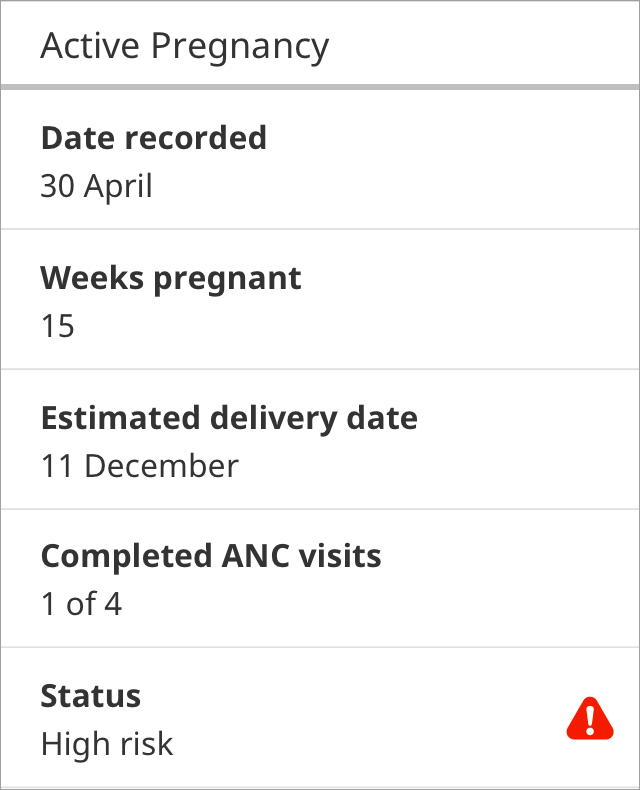 Active Pregnancy
Date recorded
30 April
Weeks pregnant
15
Estimated delivery date
11 December
Completed ANC visits
1 of 4
Status
High risk